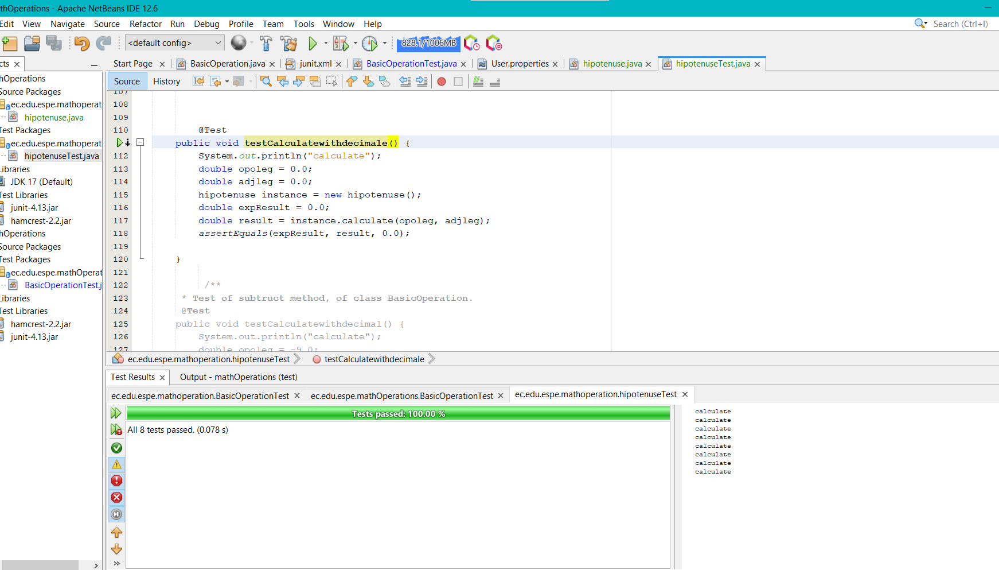 thOperations - Apache NetBeans IDE 12.6
Edit View Navigate Source Refactor Run Debug Profile Team Tools Window Help Search (Ctrl+I)
<default config> 828.1/1006MB
cts Start Page BasicOperation.java junit.xml BasicOperationTest.java User.properties hipotenuse.java hipotenuseTest.java
Source History
hOperations
Source Packages
ec.edu.espe.mathoperat
hipotenuse.java
Test Packages
ec.edu.espe.mathoperat
hipotenuseTest.java
Libraries
JDK 17 (Default)
Test Libraries
junit-4.13.jar
hamcrest-2.2.jar
hOperations
Source Packages
Test Packages
ec.edu.espe.mathOperat
BasicOperationTest.j
Libraries
Test Libraries
hamcrest-2.2.jar
junit-4.13.jar
107
108
109
110 @Test
public void testCalculatewithdecimale() {
112 System.out.println("calculate");
113 double opoleg = 0.0;
114 double adjleg = 0.0;
115 hipotenuse instance = new hipotenuse();
116 double expResult = 0.0;
117 double result = instance.calculate(opoleg, adjleg);
118 assertEquals(expResult, result, 0.0);
119
120 }
121
122 /**
123 * Test of subtruct method, of class BasicOperation.
124 @Test
125 public void testCalculatewithdecimal() {
126 System.out.println("calculate");
127 double opoleg = -9.0;
ec.edu.espe.mathoperation.hipotenuseTest testCalculatewithdecimale
Test Results Output - mathOperations (test)
ec.edu.espe.mathoperation.BasicOperationTest ec.edu.espe.mathOperations.BasicOperationTest ec.edu.espe.mathoperation.hipotenuseTest
Tests passed: 100.00 %
All 8 tests passed. (0.078 s)
calculate
calculate
calculate
calculate
calculate
calculate
calculate
calculate